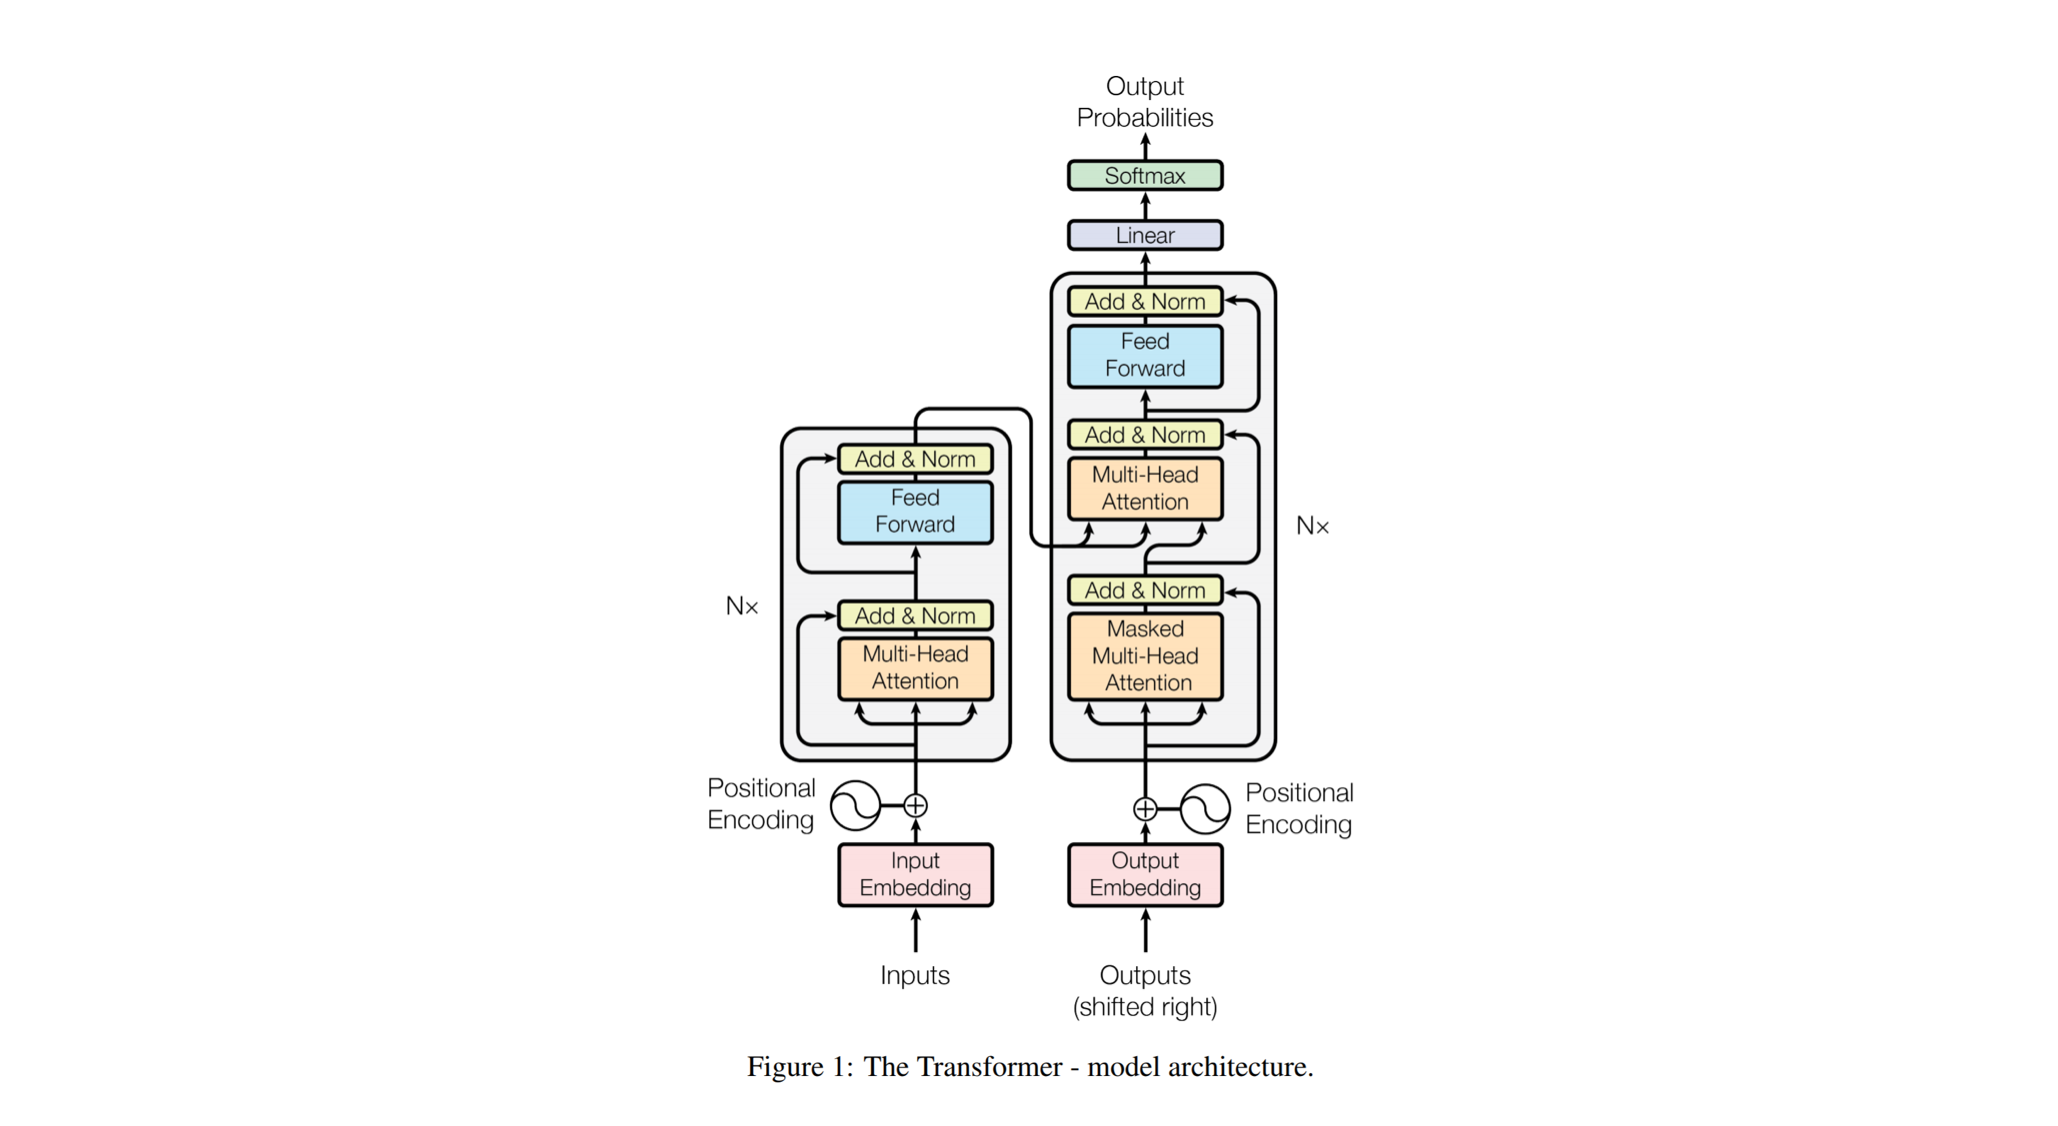 Output
Probabilities
Softmax
Linear
Add & Norm
Feed
Forward
Add & Norm
Multi-Head
Attention
N×
Add & Norm
Masked
Multi-Head
Attention
Positional
Encoding
Output
Embedding
Outputs
(shifted right)
Add & Norm
Feed
Forward
N×
Add & Norm
Multi-Head
Attention
Positional
Encoding
Input
Embedding
Inputs
Figure 1: The Transformer - model architecture.